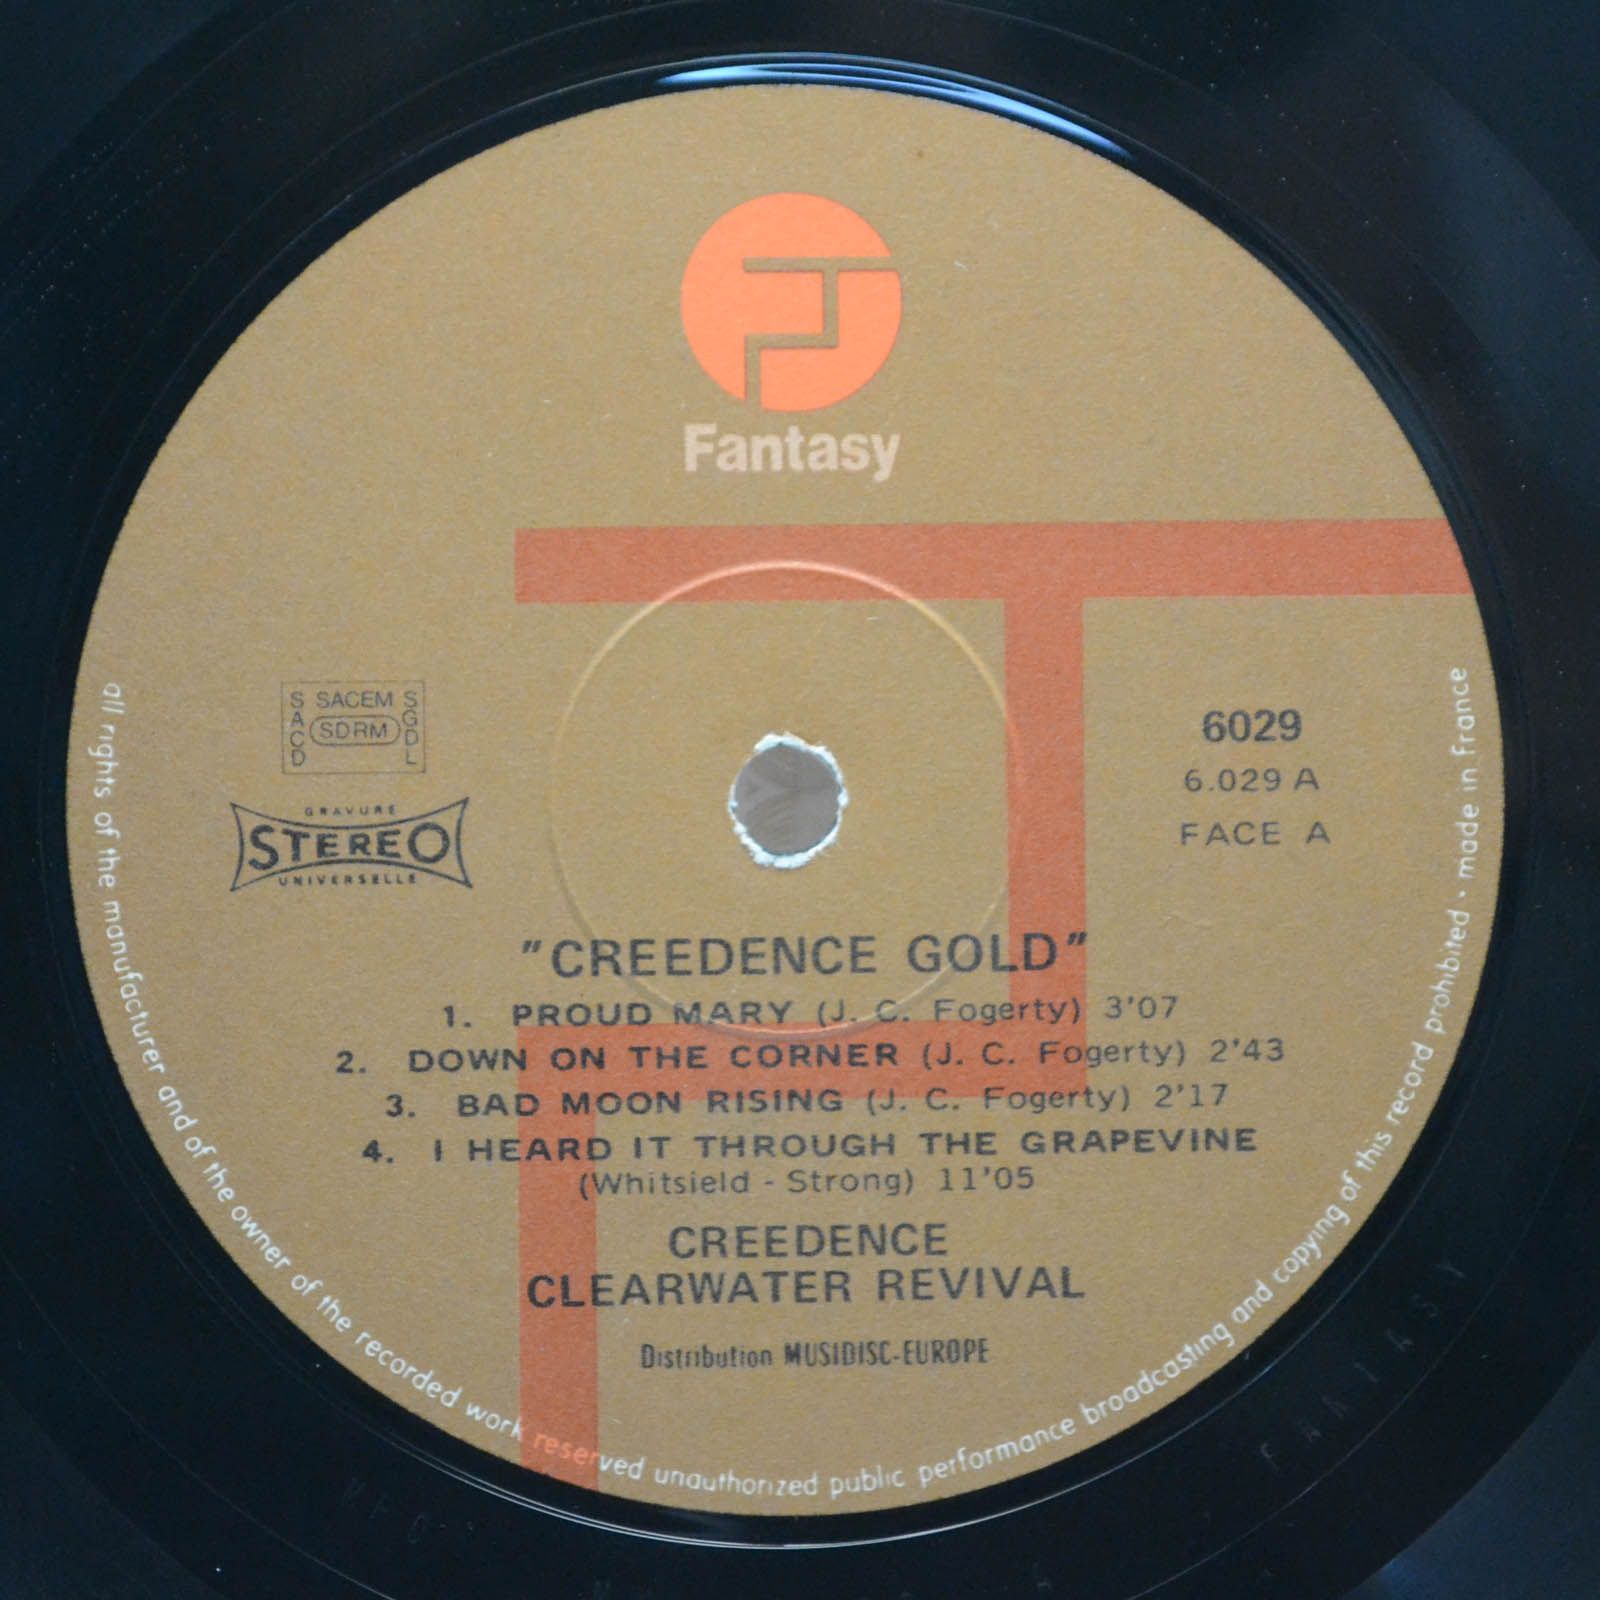 Fantasy
SACD SACEM SGDL
SDRM
GRAVURE
STEREO
UNIVERSELLE
6029
6.029 A
FACE A
"CREEDENCE GOLD"
1. PROUD MARY (J. C. Fogerty) 3'07
2. DOWN ON THE CORNER (J. C. Fogerty) 2'43
3. BAD MOON RISING (J. C. Fogerty) 2'17
4. I HEARD IT THROUGH THE GRAPEVINE
(Whitsield - Strong) 11'05
CREEDENCE
CLEARWATER REVIVAL
Distribution MUSIDISC-EUROPE
all rights of the manufacturer and of the owner of the recorded work reserved unauthorized public performance broadcasting and copying of this record prohibited · made in France
FANTASY